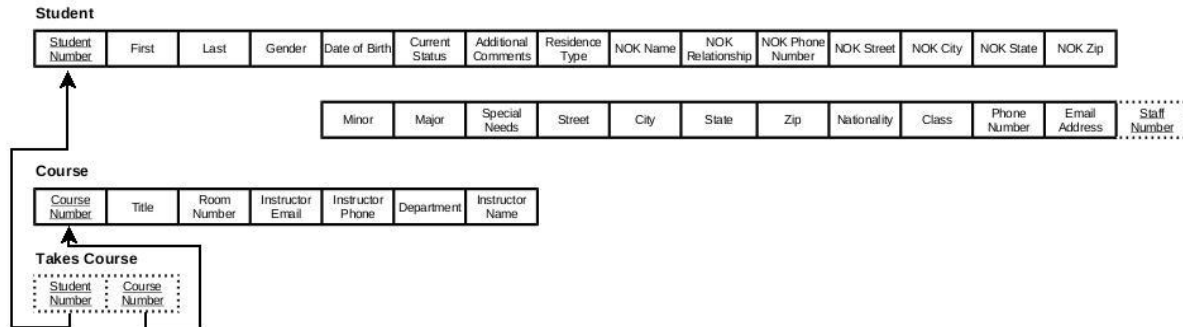 Student
Student Number
First
Last
Gender
Date of Birth
Current Status
Additional Comments
Residence Type
NOK Name
NOK Relationship
NOK Phone Number
NOK Street
NOK City
NOK State
NOK Zip
Minor
Major
Special Needs
Street
City
State
Zip
Nationality
Class
Phone Number
Email Address
Staff Number
Course
Course Number
Title
Room Number
Instructor Email
Instructor Phone
Department
Instructor Name
Takes Course
Student Number
Course Number